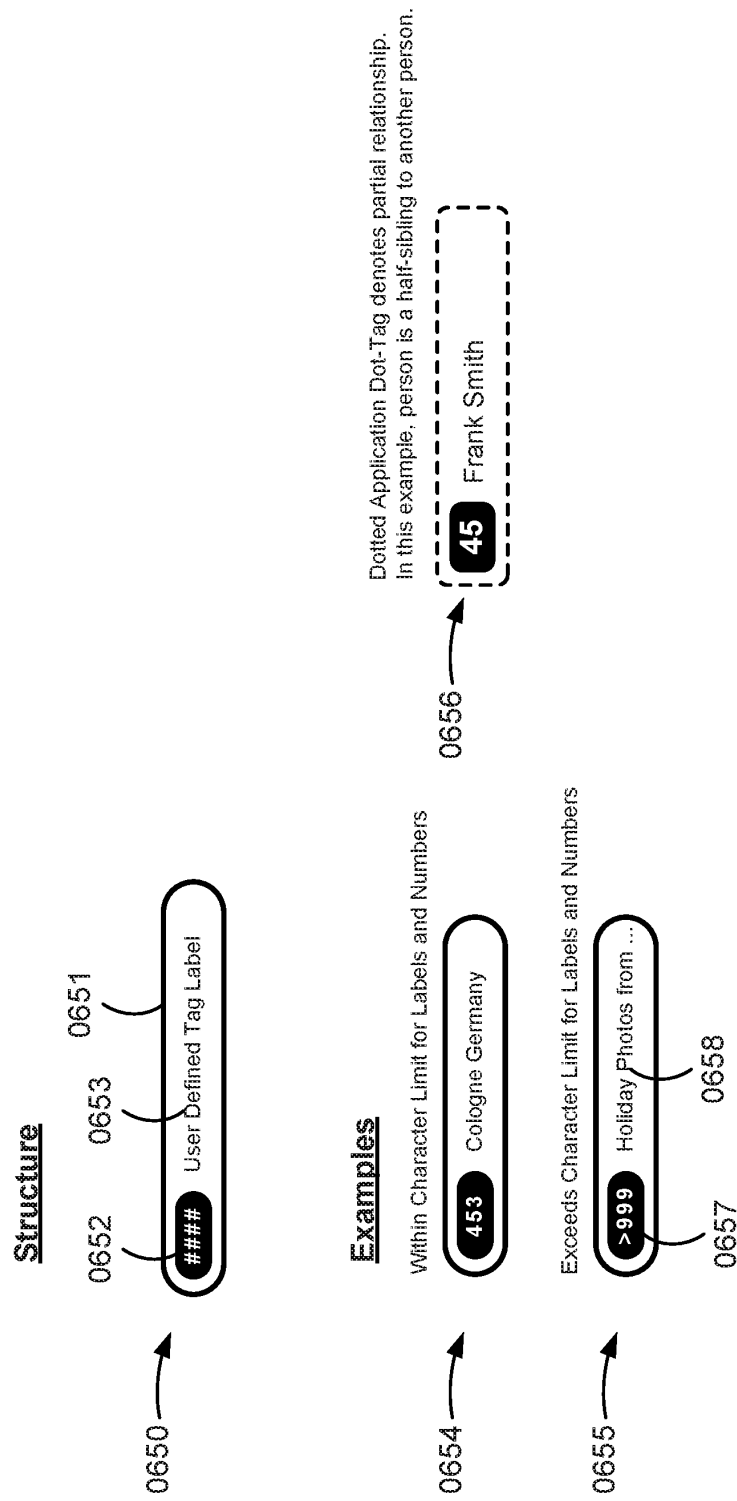 Structure
0651
0652
0653
0650
#### User Defined Tag Label
Examples
Within Character Limit for Labels and Numbers
0654
453 Cologne Germany
Exceeds Character Limit for Labels and Numbers
0655
>999 Holiday Photos from ...
0657
0658
Dotted Application Dot-Tag denotes partial relationship.
In this example, person is a half-sibling to another person.
0656
45 Frank Smith